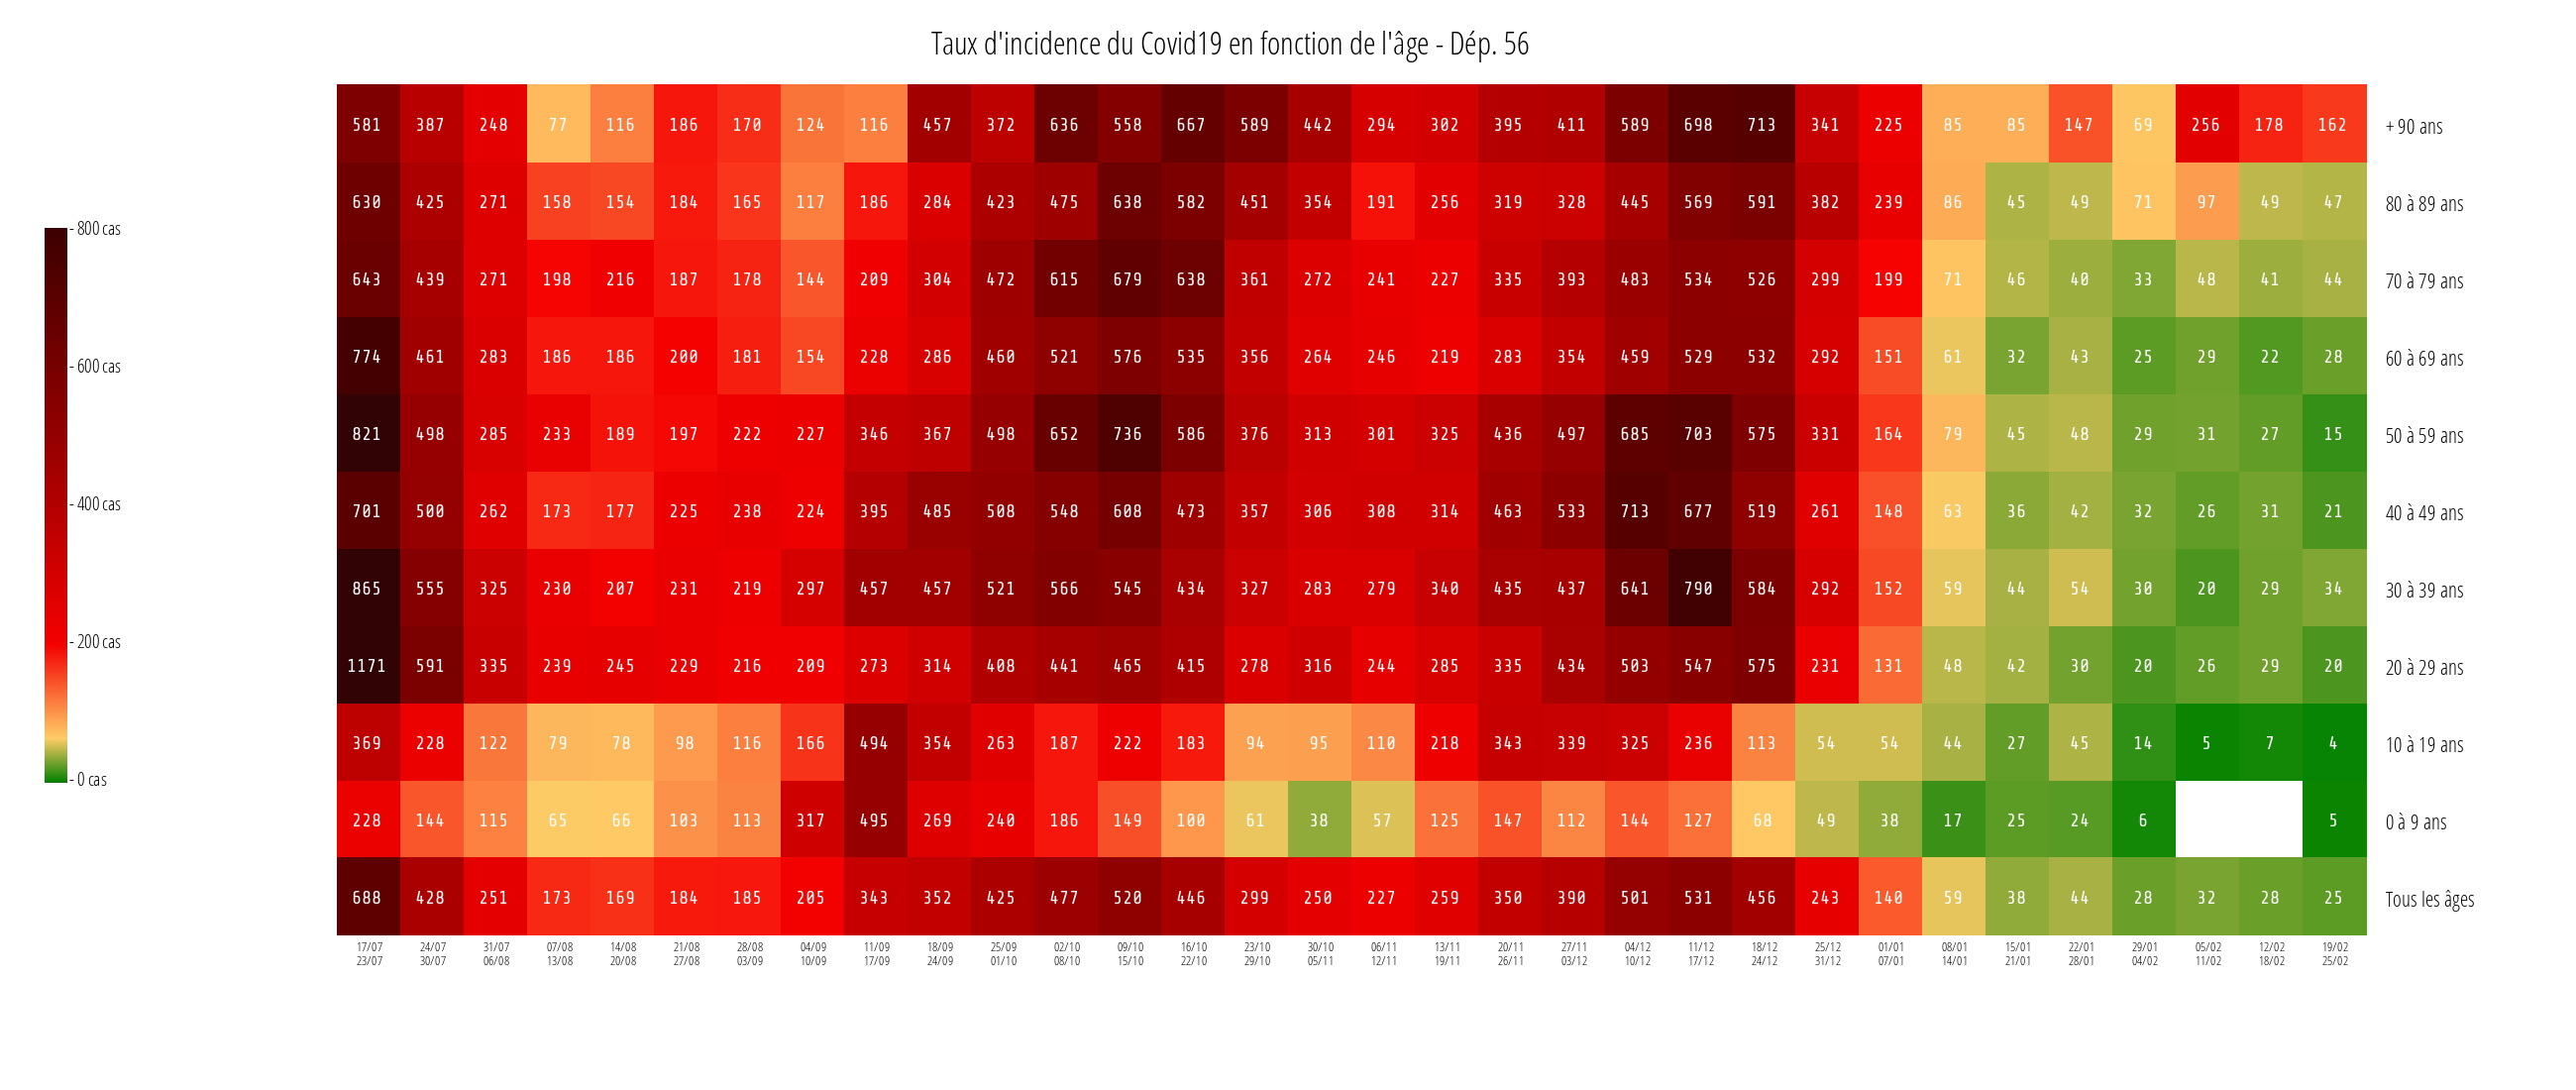 Taux d'incidence du Covid19 en fonction de l'âge - Dép. 56
- 800 cas
- 600 cas
- 400 cas
- 200 cas
- 0 cas
581 387 248 77 116 186 170 124 116 457 372 636 558 667 589 442 294 302 395 411 589 698 713 341 225 85 85 147 69 256 178 162 + 90 ans
630 425 271 158 154 184 165 117 186 284 423 475 638 582 451 354 191 256 319 328 445 569 591 382 239 86 45 49 71 97 49 47 80 à 89 ans
643 439 271 198 216 187 178 144 209 304 472 615 679 638 361 272 241 227 335 393 483 534 526 299 199 71 46 40 33 48 41 44 70 à 79 ans
774 461 283 186 186 200 181 154 228 286 460 521 576 535 356 264 246 219 283 354 459 529 532 292 151 61 32 43 25 29 22 28 60 à 69 ans
821 498 285 233 189 197 222 227 346 367 498 652 736 586 376 313 301 325 436 497 685 703 575 331 164 79 45 48 29 31 27 15 50 à 59 ans
701 500 262 173 177 225 238 224 395 485 508 548 608 473 357 306 308 314 463 533 713 677 519 261 148 63 36 42 32 26 31 21 40 à 49 ans
865 555 325 230 207 231 219 297 457 457 521 566 545 434 327 283 279 340 435 437 641 790 584 292 152 59 44 54 30 20 29 34 30 à 39 ans
1171 591 335 239 245 229 216 209 273 314 408 441 465 415 278 316 244 285 335 434 503 547 575 231 131 48 42 30 20 26 29 20 20 à 29 ans
369 228 122 79 78 98 116 166 494 354 263 187 222 183 94 95 110 218 343 339 325 236 113 54 54 44 27 45 14 5 7 4 10 à 19 ans
228 144 115 65 66 103 113 317 495 269 240 186 149 100 61 38 57 125 147 112 144 127 68 49 38 17 25 24 6 5 0 à 9 ans
688 428 251 173 169 184 185 205 343 352 425 477 520 446 299 250 227 259 350 390 501 531 456 243 140 59 38 44 28 32 28 25 Tous les âges
17/07 24/07 31/07 07/08 14/08 21/08 28/08 04/09 11/09 18/09 25/09 02/10 09/10 16/10 23/10 30/10 06/11 13/11 20/11 27/11 04/12 11/12 18/12 25/12 01/01 08/01 15/01 22/01 29/01 05/02 12/02 19/02
23/07 30/07 06/08 13/08 20/08 27/08 03/09 10/09 17/09 24/09 01/10 08/10 15/10 22/10 29/10 05/11 12/11 19/11 26/11 03/12 10/12 17/12 24/12 31/12 07/01 14/01 21/01 28/01 04/02 11/02 18/02 25/02